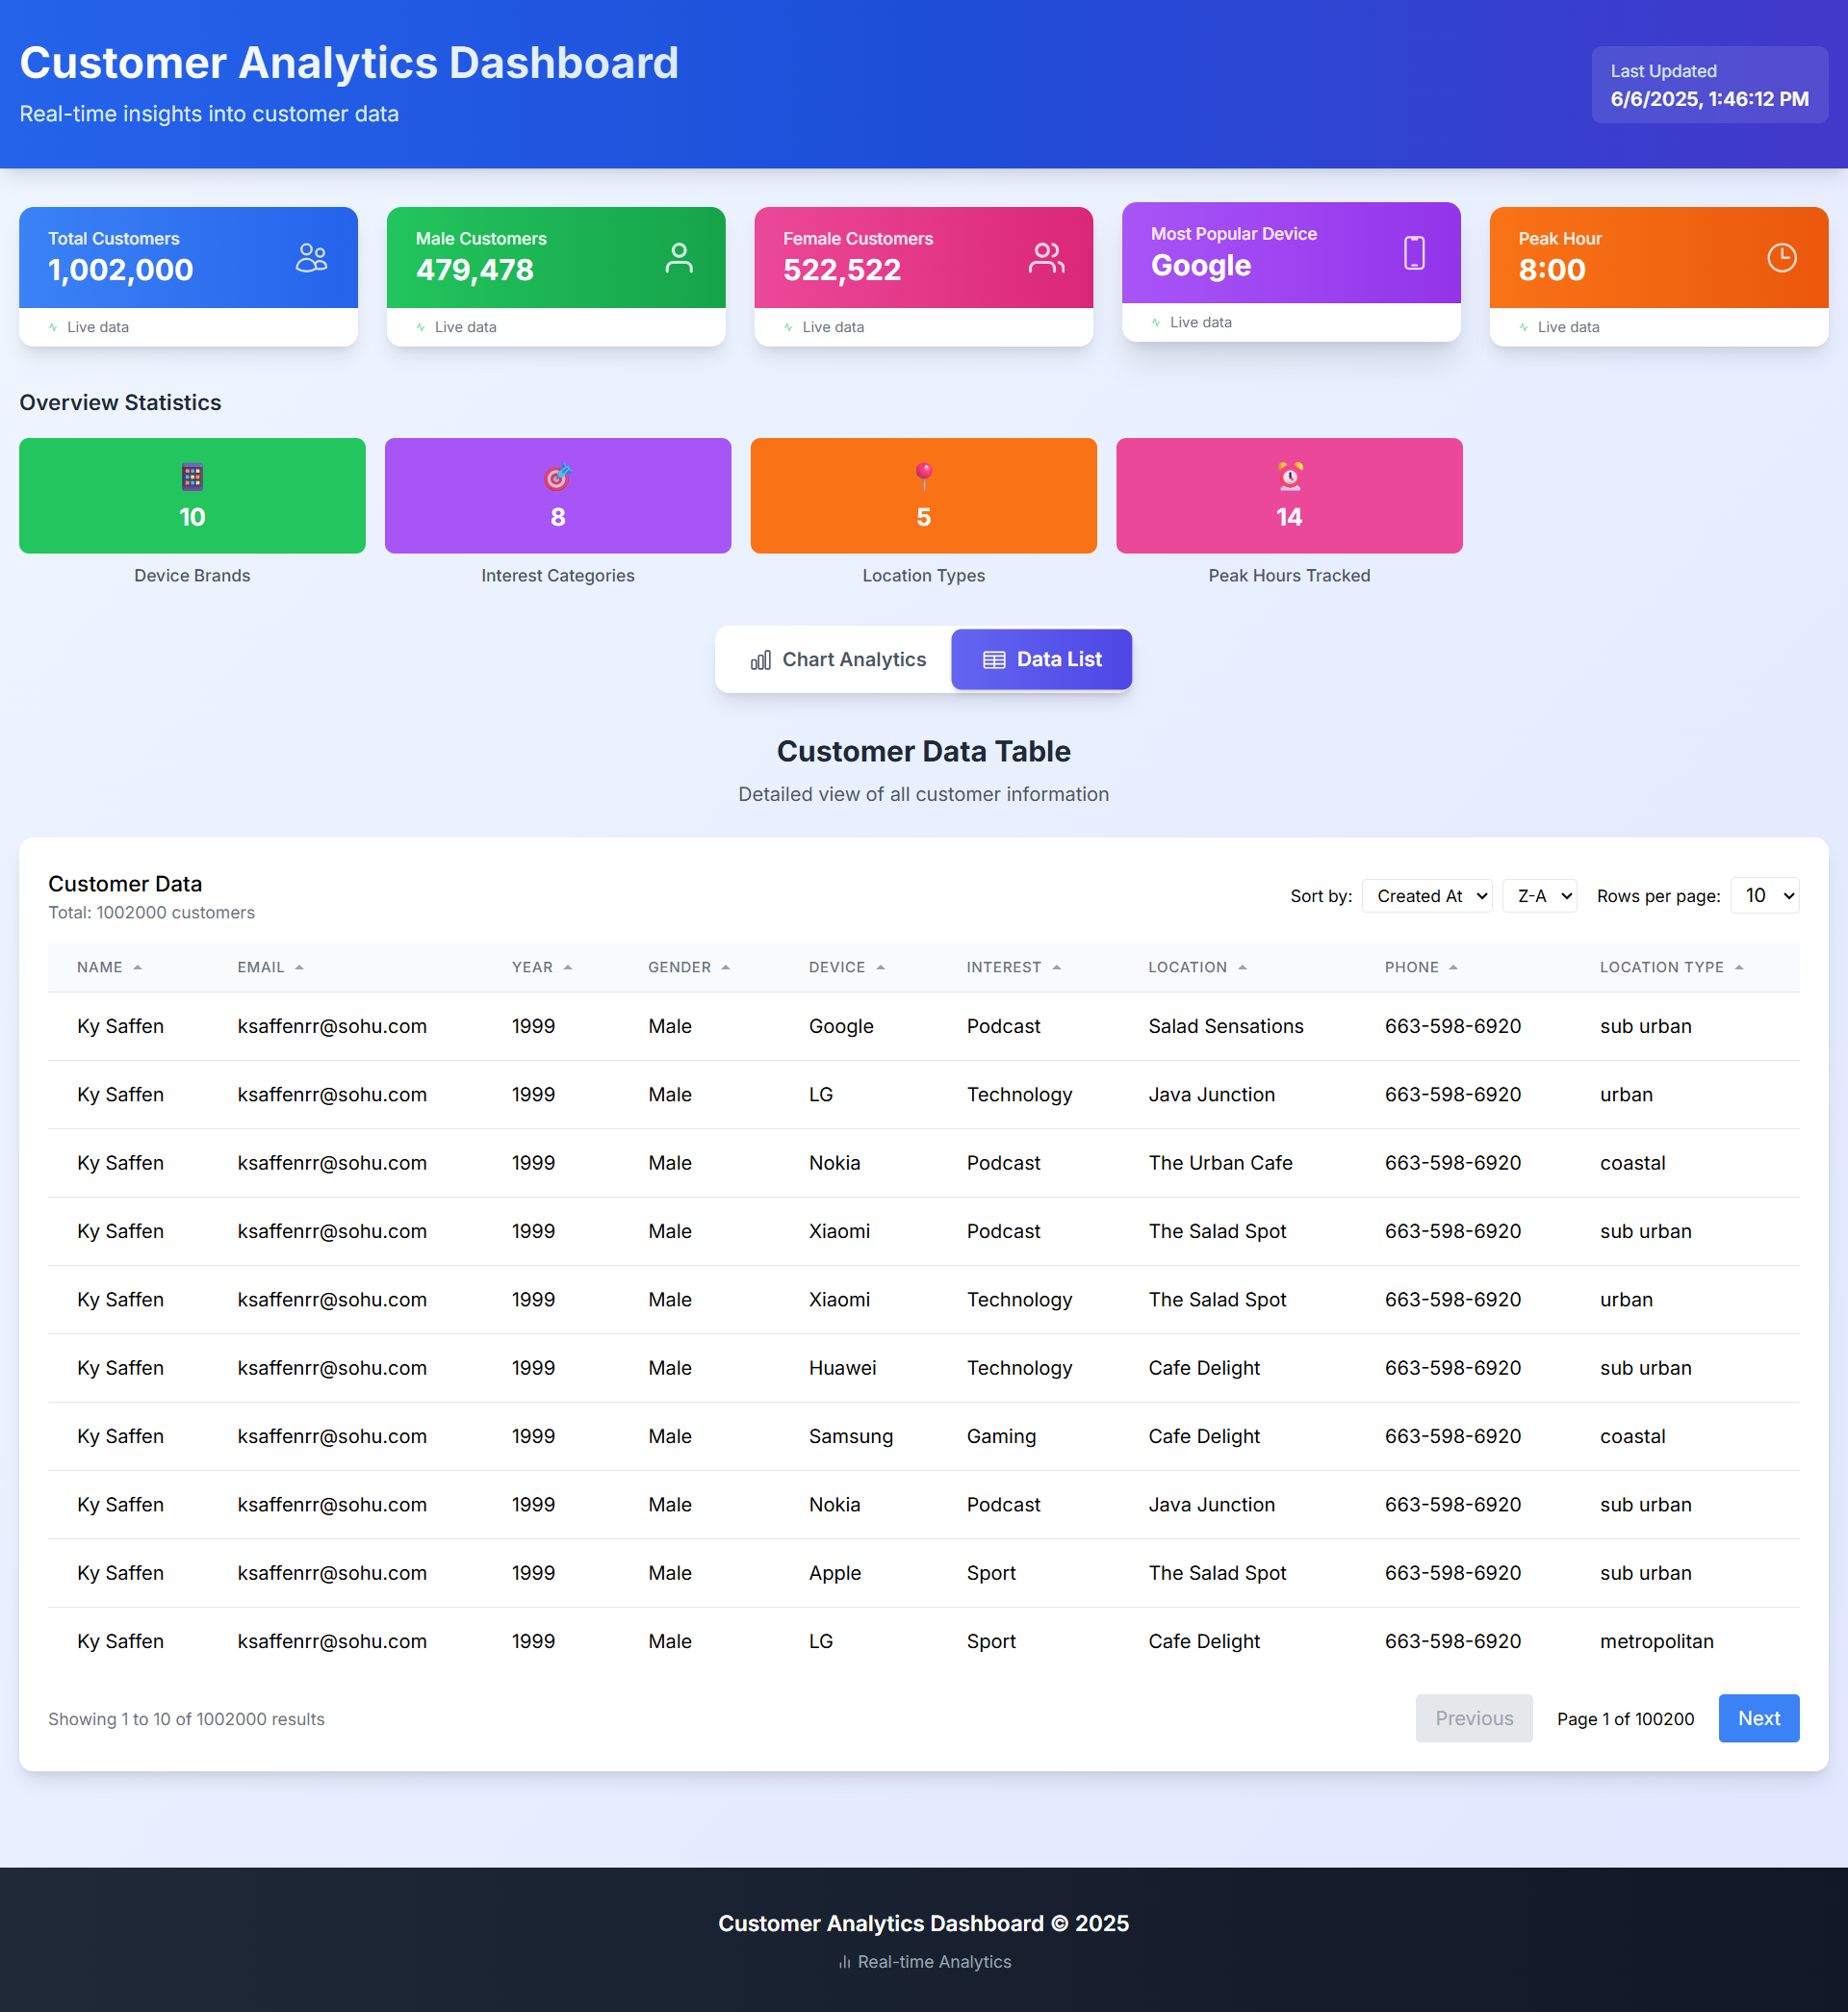 Customer Analytics Dashboard
Real-time insights into customer data
Last Updated
6/6/2025, 1:46:12 PM
Total Customers
1,002,000
Live data
Male Customers
479,478
Live data
Female Customers
522,522
Live data
Most Popular Device
Google
Live data
Peak Hour
8:00
Live data
Overview Statistics
10
Device Brands
8
Interest Categories
5
Location Types
14
Peak Hours Tracked
Chart Analytics
Data List
Customer Data Table
Detailed view of all customer information
Customer Data
Total: 1002000 customers
Sort by: Created At Z-A Rows per page: 10
NAME EMAIL YEAR GENDER DEVICE INTEREST LOCATION PHONE LOCATION TYPE
Ky Saffen ksaffenrr@sohu.com 1999 Male Google Podcast Salad Sensations 663-598-6920 sub urban
Ky Saffen ksaffenrr@sohu.com 1999 Male LG Technology Java Junction 663-598-6920 urban
Ky Saffen ksaffenrr@sohu.com 1999 Male Nokia Podcast The Urban Cafe 663-598-6920 coastal
Ky Saffen ksaffenrr@sohu.com 1999 Male Xiaomi Podcast The Salad Spot 663-598-6920 sub urban
Ky Saffen ksaffenrr@sohu.com 1999 Male Xiaomi Technology The Salad Spot 663-598-6920 urban
Ky Saffen ksaffenrr@sohu.com 1999 Male Huawei Technology Cafe Delight 663-598-6920 sub urban
Ky Saffen ksaffenrr@sohu.com 1999 Male Samsung Gaming Cafe Delight 663-598-6920 coastal
Ky Saffen ksaffenrr@sohu.com 1999 Male Nokia Podcast Java Junction 663-598-6920 sub urban
Ky Saffen ksaffenrr@sohu.com 1999 Male Apple Sport The Salad Spot 663-598-6920 sub urban
Ky Saffen ksaffenrr@sohu.com 1999 Male LG Sport Cafe Delight 663-598-6920 metropolitan
Showing 1 to 10 of 1002000 results
Previous Page 1 of 100200 Next
Customer Analytics Dashboard © 2025
Real-time Analytics